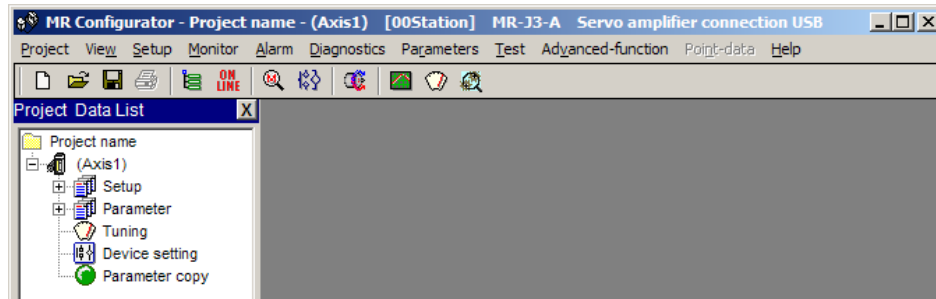 MR Configurator - Project name - (Axis1) [00Station] MR-J3-A Servo amplifier connection USB
Project View Setup Monitor Alarm Diagnostics Parameters Test Advanced-function Point-data Help
ON
LINE
Project Data List
Project name
(Axis1)
Setup
Parameter
Tuning
Device setting
Parameter copy